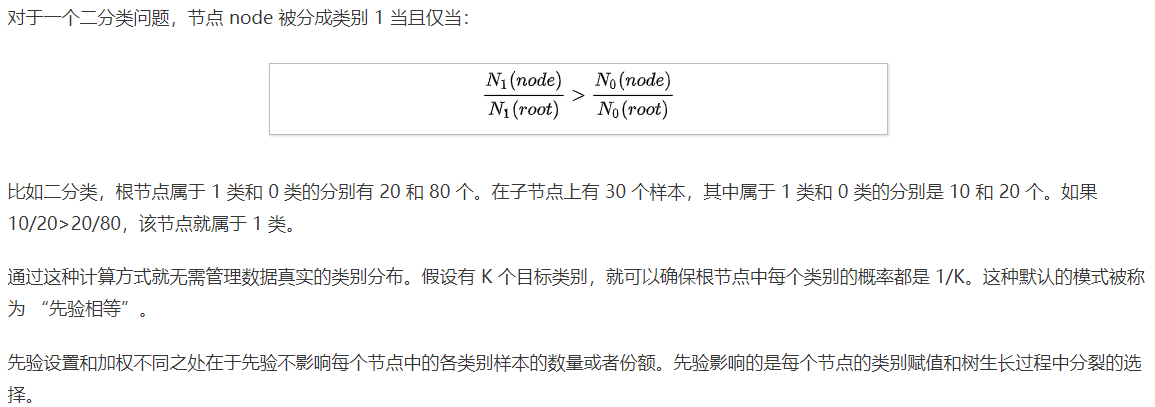 对于一个二分类问题，节点 node 被分成类别 1 当且仅当：
N₁(node)/N₁(root) > N₀(node)/N₀(root)
比如二分类，根节点属于 1 类和 0 类的分别有 20 和 80 个。在子节点上有 30 个样本，其中属于 1 类和 0 类的分别是 10 和 20 个。如果
10/20>20/80，该节点就属于 1 类。
通过这种计算方式就无需管理数据真实的类别分布。假设有 K 个目标类别，就可以确保根节点中每个类别的概率都是 1/K。这种默认的模式被称
为 “先验相等” 。
先验设置和加权不同之处在于先验不影响每个节点中的各类别样本的数量或者份额。先验影响的是每个节点的类别赋值和树生长过程中分裂的选
择。